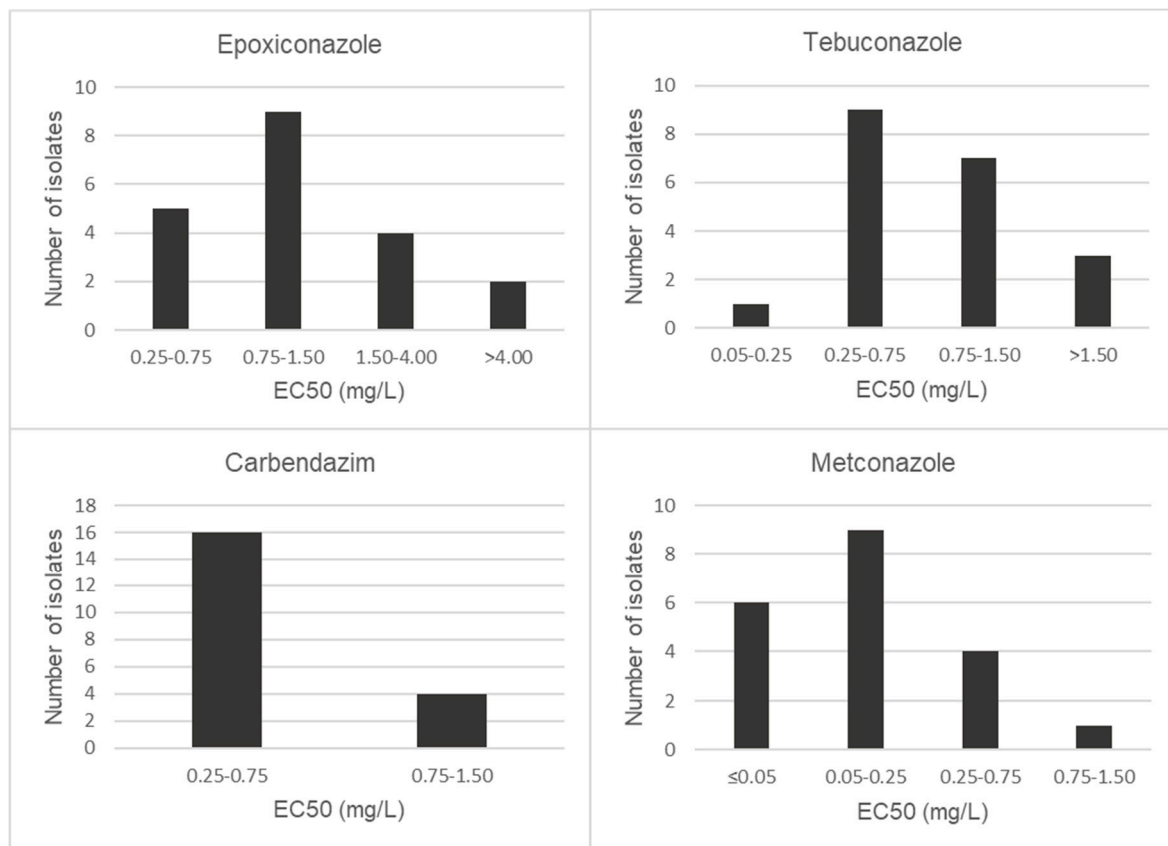 Epoxiconazole
Number of isolates
10
8
6
4
2
0
0.25-0.75 0.75-1.50 1.50-4.00 >4.00
EC50 (mg/L)
Tebuconazole
Number of isolates
10
8
6
4
2
0
0.05-0.25 0.25-0.75 0.75-1.50 >1.50
EC50 (mg/L)
Carbendazim
Number of isolates
18
16
14
12
10
8
6
4
2
0
0.25-0.75 0.75-1.50
EC50 (mg/L)
Metconazole
Number of isolates
10
8
6
4
2
0
≤0.05 0.05-0.25 0.25-0.75 0.75-1.50
EC50 (mg/L)